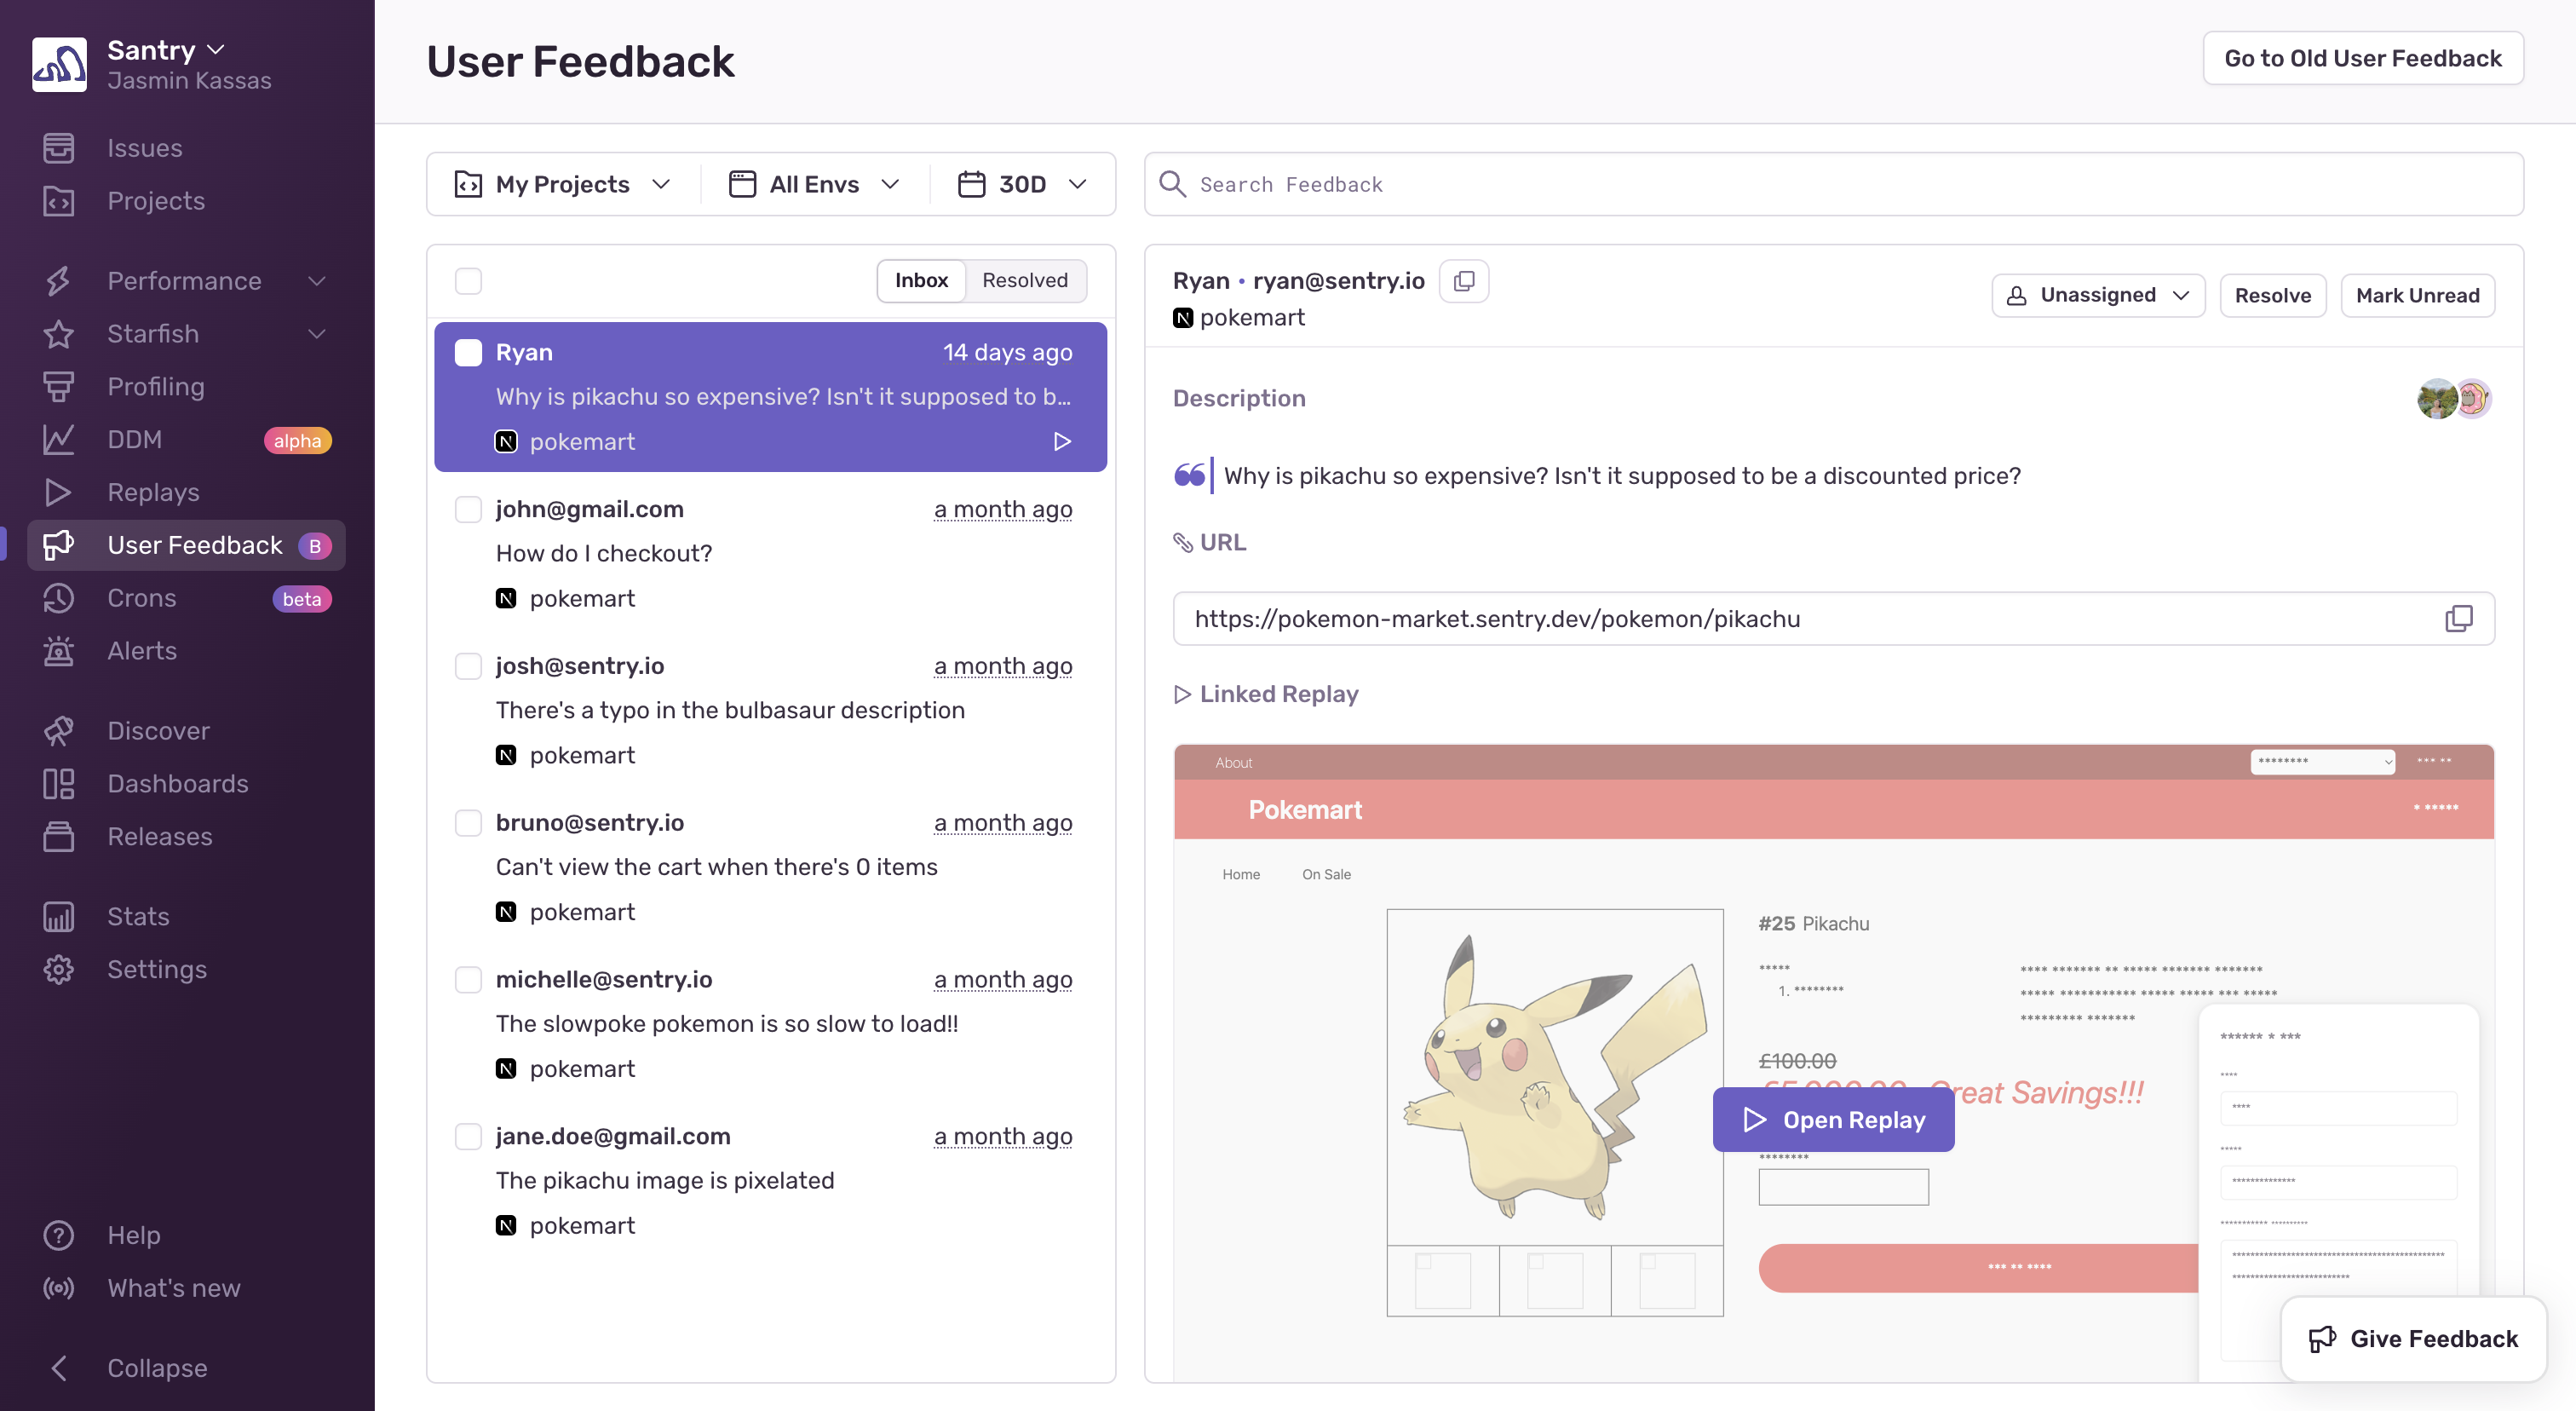 Santry
Jasmin Kassas
Issues
Projects
Performance
Starfish
Profiling
DDM alpha
Replays
User Feedback B
Crons beta
Alerts
Discover
Dashboards
Releases
Stats
Settings
Help
What's new
Collapse
User Feedback
Go to Old User Feedback
My Projects All Envs 30D
Search Feedback
Inbox Resolved
Ryan 14 days ago
Why is pikachu so expensive? Isn't it supposed to b...
pokemart
john@gmail.com a month ago
How do I checkout?
pokemart
josh@sentry.io a month ago
There's a typo in the bulbasaur description
pokemart
bruno@sentry.io a month ago
Can't view the cart when there's 0 items
pokemart
michelle@sentry.io a month ago
The slowpoke pokemon is so slow to load!!
pokemart
jane.doe@gmail.com a month ago
The pikachu image is pixelated
pokemart
Ryan • ryan@sentry.io
pokemart
Unassigned Resolve Mark Unread
Description
Why is pikachu so expensive? Isn't it supposed to be a discounted price?
URL
https://pokemon-market.sentry.dev/pokemon/pikachu
Linked Replay
About ******** *** **
Pokemart * *****
Home On Sale
#25 Pikachu
*****
1. ********
**** ******* ** ***** ******* *******
***** *********** ***** ***** *** *****
********* *******
£100.00
Savings!!!
Open Replay
********
*** ** ****
****** * ***
****
****
*****
**************
*********** **********
Give Feedback